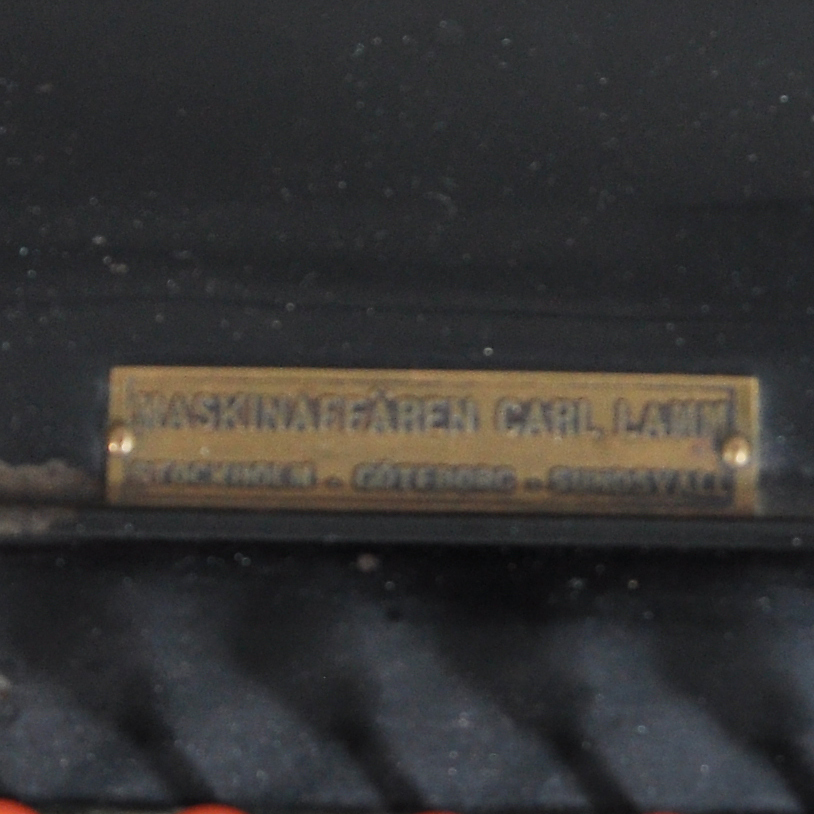 MASKINAFFÄREN CARL LAMM
STOCKHOLM - GÖTEBORG - SUNDSVALL